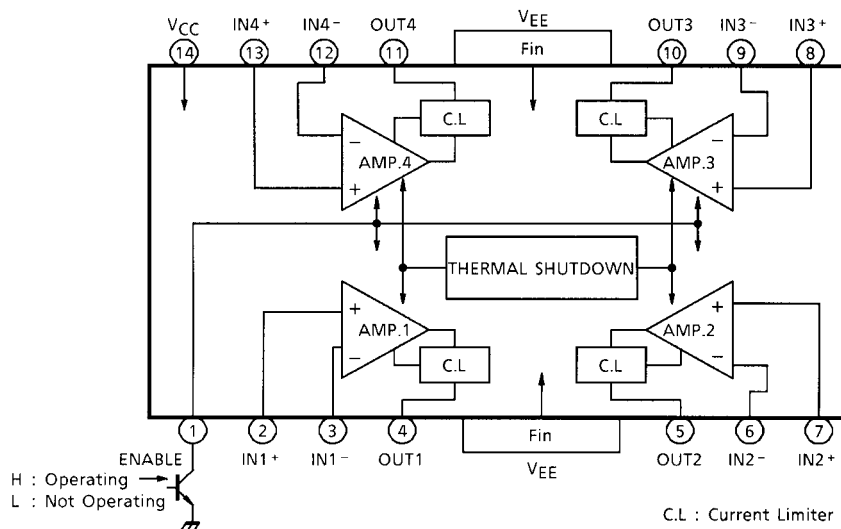 VCC IN4+ IN4− OUT4 VEE OUT3 IN3− IN3+
14 13 12 11 Fin 10 9 8
C.L C.L
− AMP.4 + − AMP.3 +
THERMAL SHUTDOWN
+ AMP.1 − + AMP.2 −
C.L C.L
1 2 3 4 Fin 5 6 7
ENABLE IN1+ IN1− OUT1 VEE OUT2 IN2− IN2+
H : Operating
L : Not Operating
C.L : Current Limiter